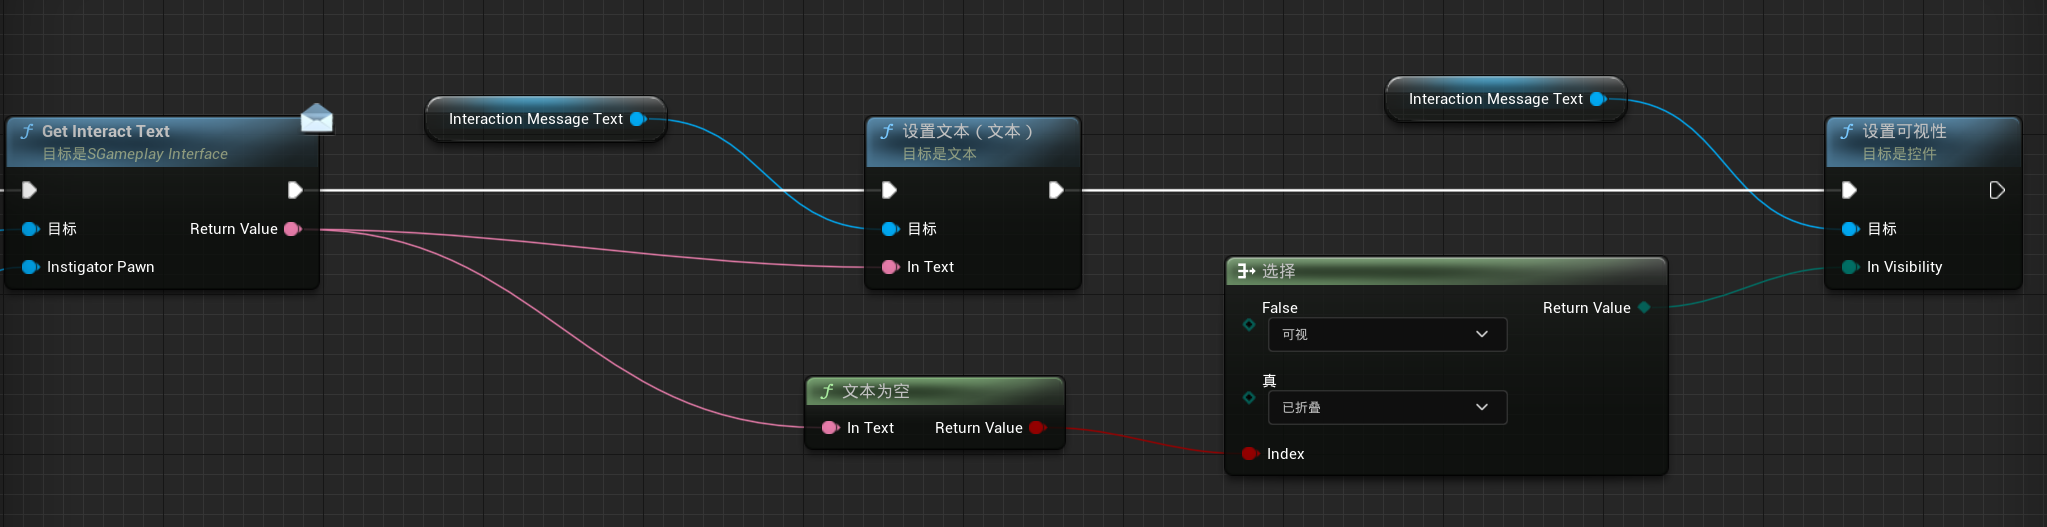 Get Interact Text
目标是SGameplay Interface
目标
Return Value
Instigator Pawn
Interaction Message Text
设置文本（文本）
目标是文本
目标
In Text
文本为空
In Text
Return Value
选择
False
可视
真
已折叠
Index
Return Value
Interaction Message Text
设置可视性
目标是控件
目标
In Visibility